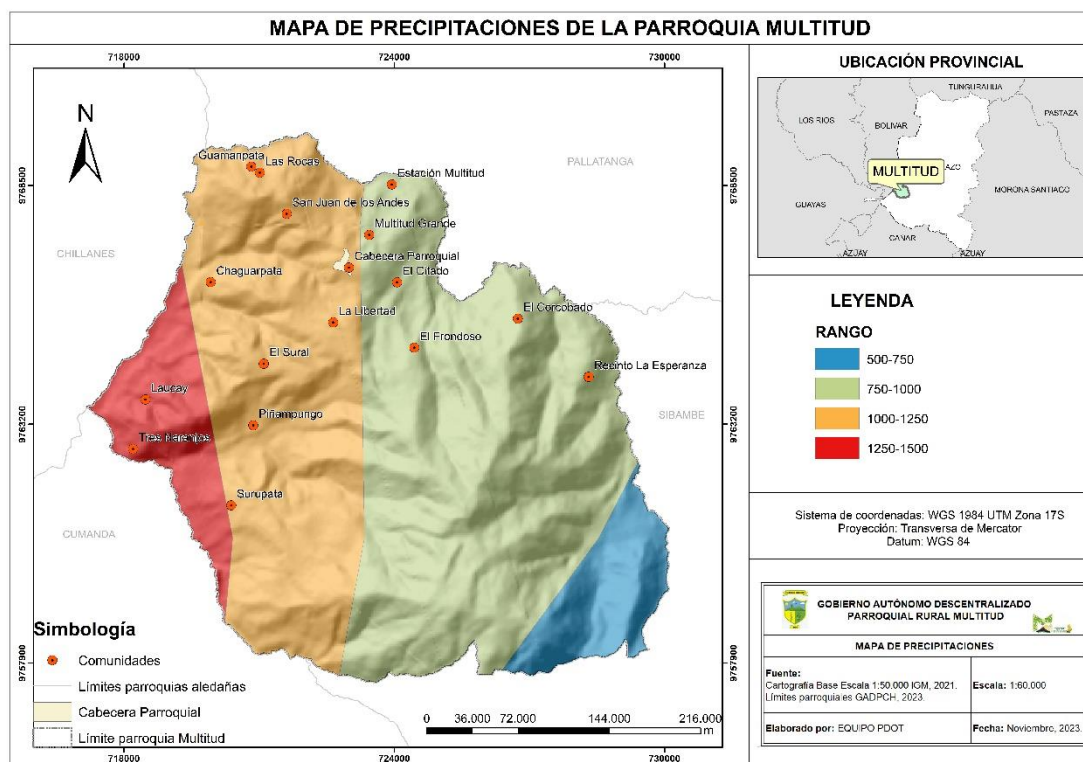 MAPA DE PRECIPITACIONES DE LA PARROQUIA MULTITUD
718000
724000
730000
9768500
9763200
9757900
N
PALLATANGA
CHILLANES
CUMANDA
SIBAMBE
Guamanpata
Las Rocas
Estación Multitud
San Juan de los Andes
Multitud Grande
Cabecera Parroquial
Chaguarpata
El Citado
La Libertad
El Corcobado
El Frondoso
El Sural
Recinto La Esperanza
Laucay
Piñampungo
Tres Naranjos
Surupata
Simbología
Comunidades
Límites parroquias aledañas
Cabecera Parroquial
Límite parroquia Multitud
0 36.000 72.000 144.000 216.000
m
9768500
9763200
9757900
718000
724000
730000
UBICACIÓN PROVINCIAL
TUNGURAHUA
PASTAZA
LOS RIOS
BOLIVAR
AZO
MULTITUD
MORONA SANTIAGO
GUAYAS
CAÑAR
AZUAY
AZUAY
LEYENDA
RANGO
500-750
750-1000
1000-1250
1250-1500
Sistema de coordenadas: WGS 1984 UTM Zona 17S
Proyección: Transversa de Mercator
Datum: WGS 84
GOBIERNO AUTÓNOMO DESCENTRALIZADO
PARROQUIAL RURAL MULTITUD
MAPA DE PRECIPITACIONES
Fuente:
Cartografía Base Escala 1:50.000 IGM, 2021.
Límites parroquiales GADPCH, 2023.
Escala: 1:60.000
Elaborado por: EQUIPO PDOT
Fecha: Noviembre, 2023.